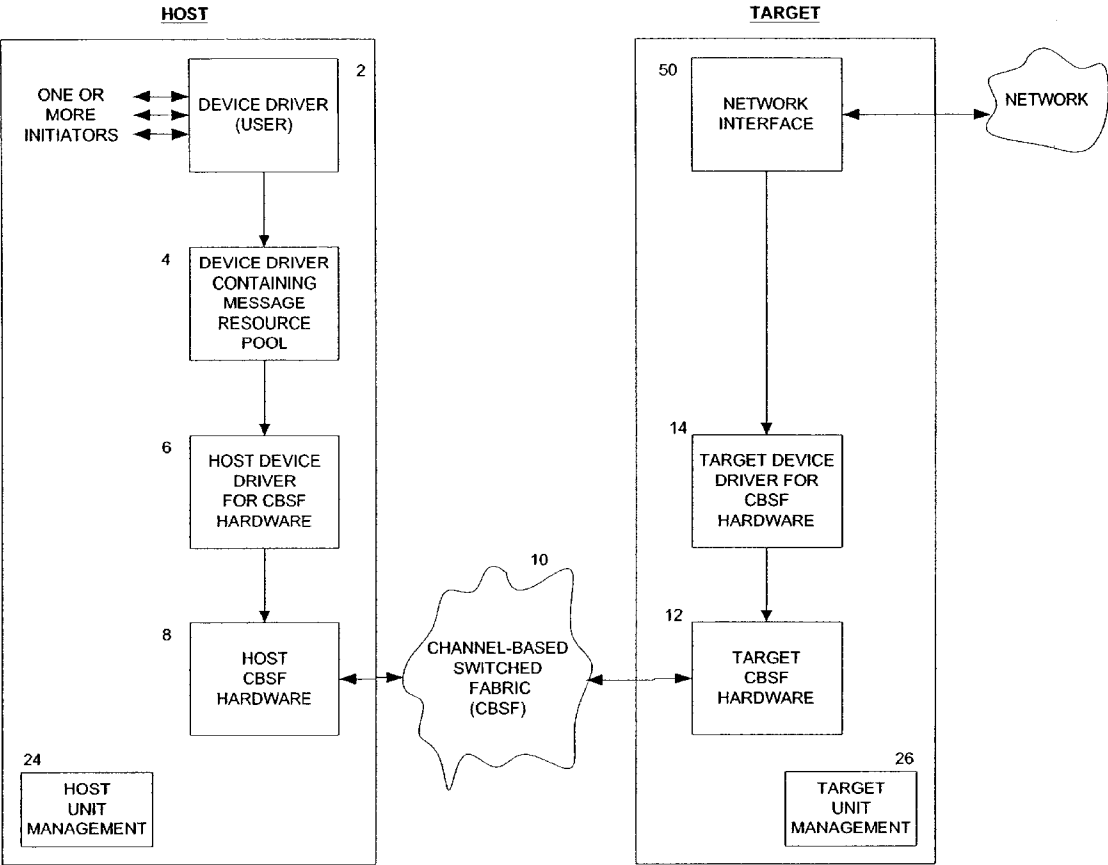 HOST
TARGET
2
DEVICE DRIVER
(USER)
ONE OR
MORE
INITIATORS
50
NETWORK
INTERFACE
NETWORK
4
DEVICE DRIVER
CONTAINING
MESSAGE
RESOURCE
POOL
6
HOST DEVICE
DRIVER
FOR CBSF
HARDWARE
14
TARGET DEVICE
DRIVER FOR
CBSF
HARDWARE
8
HOST
CBSF
HARDWARE
10
CHANNEL-BASED
SWITCHED
FABRIC
(CBSF)
12
TARGET
CBSF
HARDWARE
24
HOST
UNIT
MANAGEMENT
26
TARGET
UNIT
MANAGEMENT